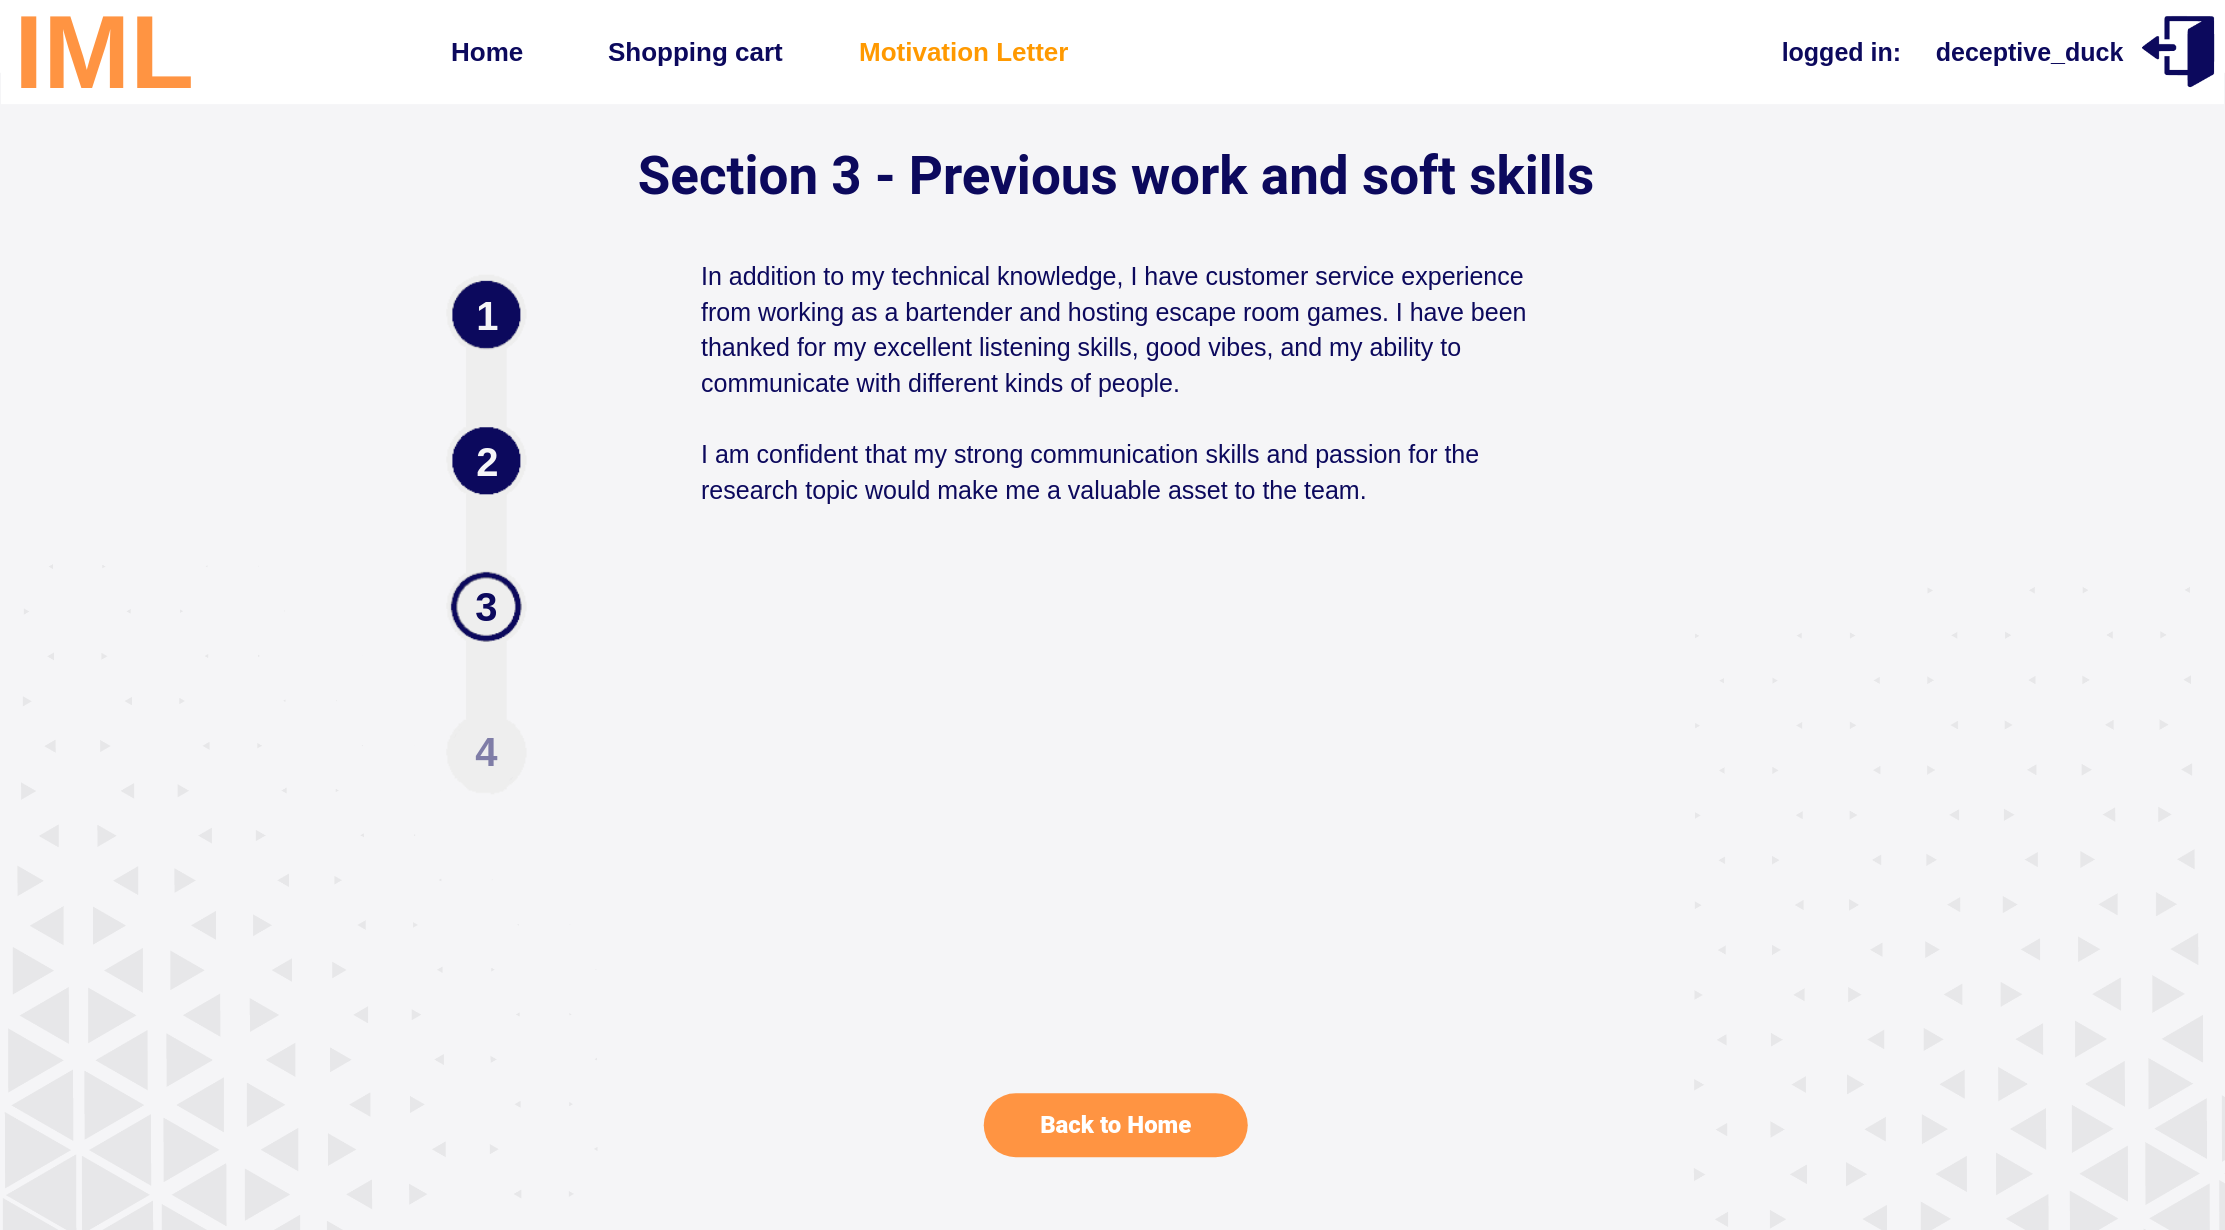 IML
Home
Shopping cart
Motivation Letter
logged in:
deceptive_duck
Section 3 - Previous work and soft skills
1
2
3
4
In addition to my technical knowledge, I have customer service experience
from working as a bartender and hosting escape room games. I have been
thanked for my excellent listening skills, good vibes, and my ability to
communicate with different kinds of people.
I am confident that my strong communication skills and passion for the
research topic would make me a valuable asset to the team.
Back to Home